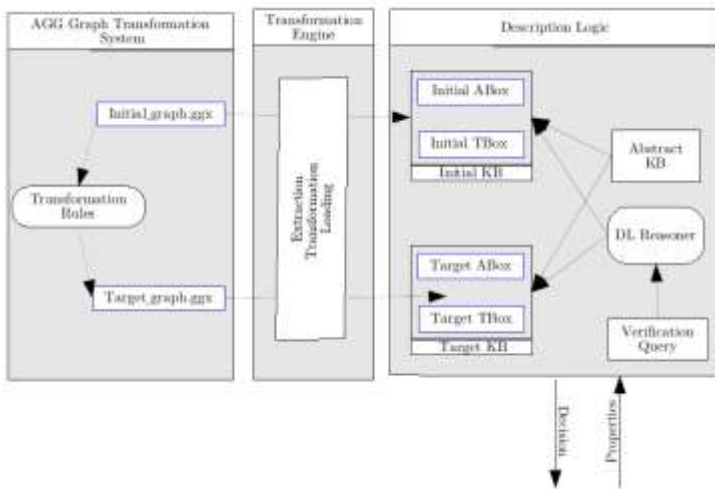 AGG Graph Transformation
System
Initial_graph.ggx
Transformation
Rules
Target_graph.ggx
Transformation
Engine
Extraction
Transformation
Loading
Description Logic
Initial ABox
Initial TBox
Initial KB
Target ABox
Target TBox
Target KB
Abstract
KB
DL Reasoner
Verification
Query
Decision
Properties